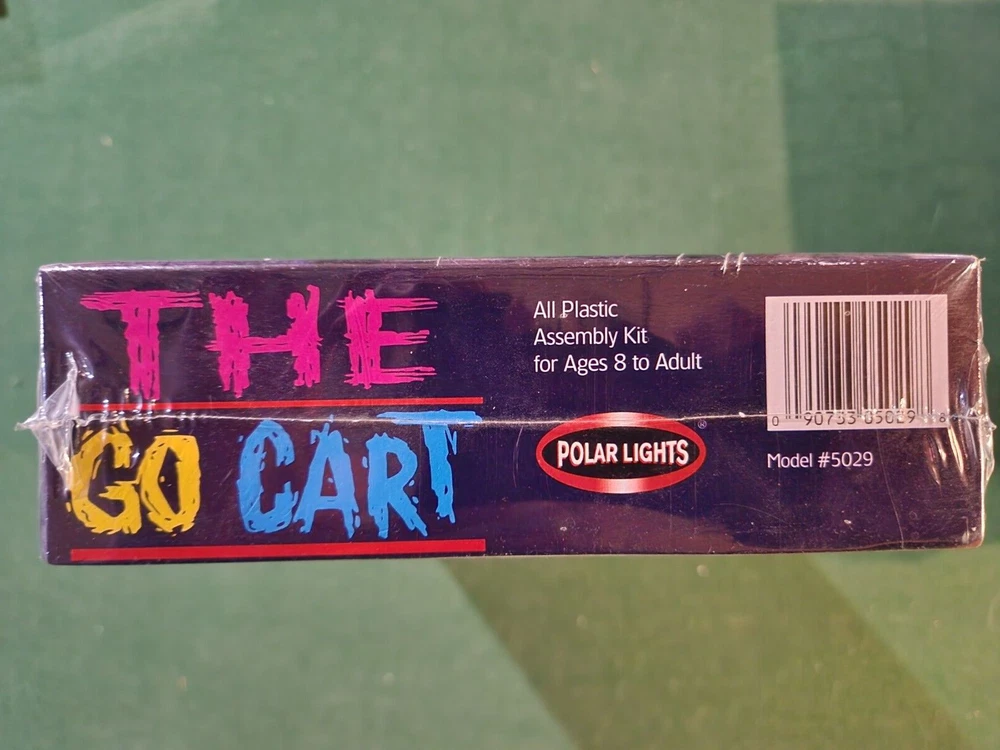 THE
GO CART
All Plastic
Assembly Kit
for Ages 8 to Adult
POLAR LIGHTS®
0 90733 05029 8
Model #5029